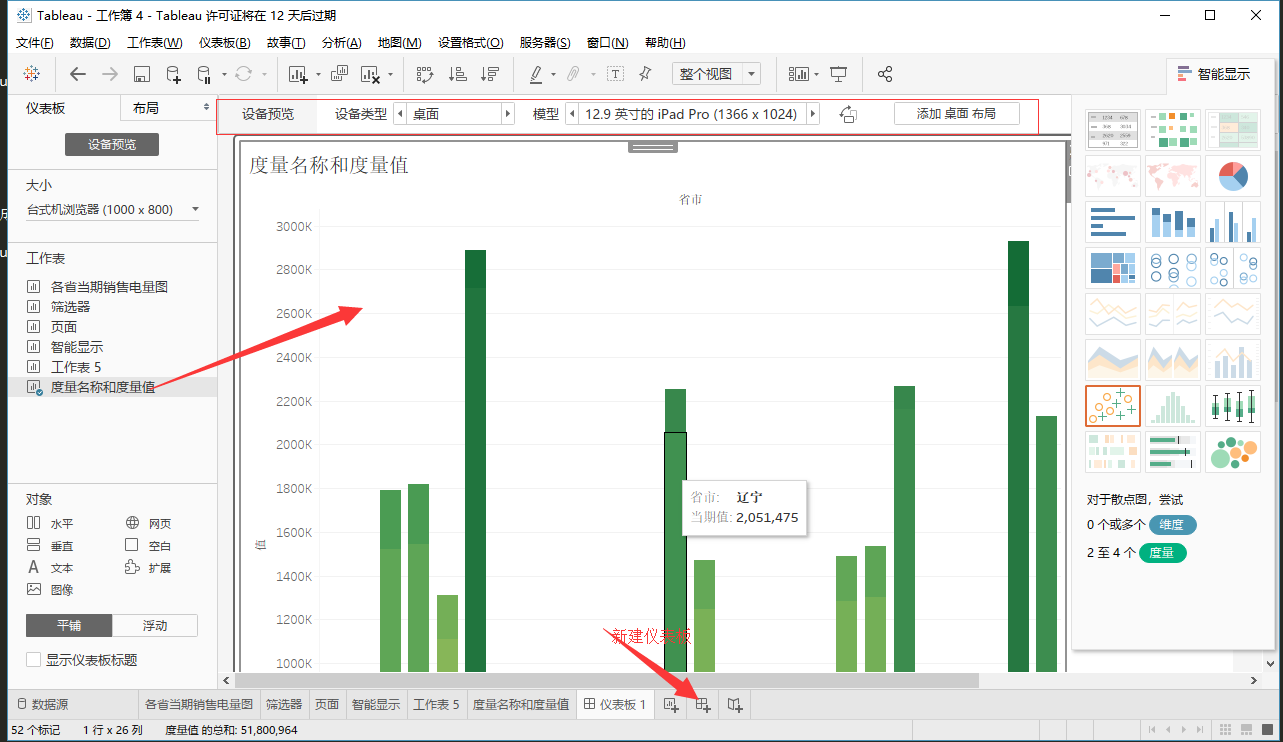 Tableau - 工作簿 4 - Tableau 许可证将在 12 天后过期
文件(F) 数据(D) 工作表(W) 仪表板(B) 故事(T) 分析(A) 地图(M) 设置格式(O) 服务器(S) 窗口(N) 帮助(H)
整个视图
智能显示
仪表板 布局
设备预览 设备类型 桌面 模型 12.9 英寸的 iPad Pro (1366 x 1024) 添加 桌面 布局
设备预览
大小
台式机浏览器 (1000 x 800)
工作表
各省当期销售电量图
筛选器
页面
智能显示
工作表 5
度量名称和度量值
对象
水平 网页
垂直 空白
文本 扩展
图像
平铺 浮动
显示仪表板标题
度量名称和度量值
省市
3000K
2800K
2600K
2400K
2200K
2000K
1800K
1600K
1400K
1200K
1000K
值
省市: 辽宁
当期值: 2,051,475
新建仪表板
对于散点图，尝试
0 个或多个 维度
2 至 4 个 度量
数据源 各省当期销售电量图 筛选器 页面 智能显示 工作表 5 度量名称和度量值 仪表板 1
52 个标记 1 行 x 26 列 度量值 的总和: 51,800,964